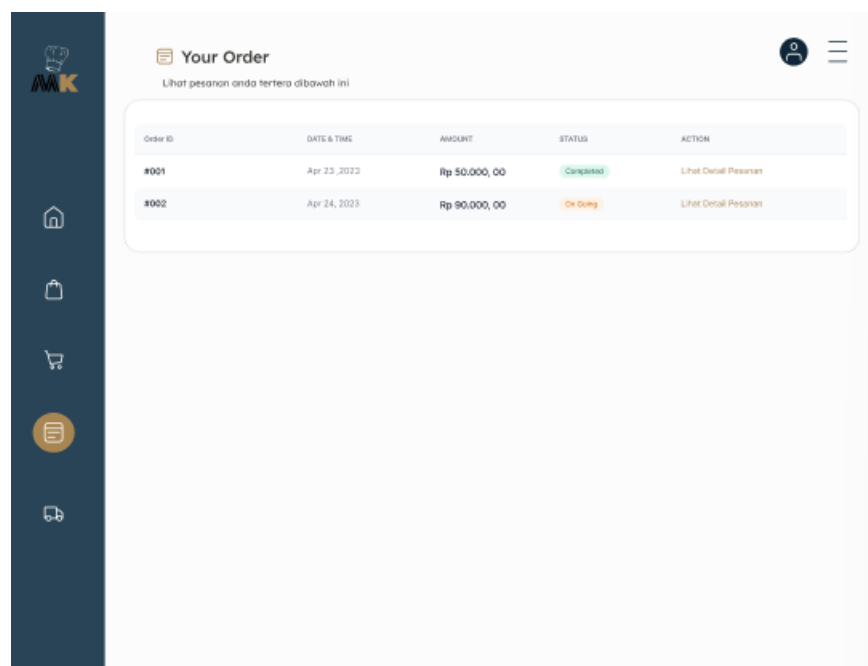 MK
Your Order
Lihat pesanan anda tertera dibawah ini
Order ID DATE & TIME AMOUNT STATUS ACTION
#001 Apr 23 ,2023 Rp 50.000, 00 Completed Lihat Detail Pesanan
#002 Apr 24, 2023 Rp 90.000, 00 On Going Lihat Detail Pesanan